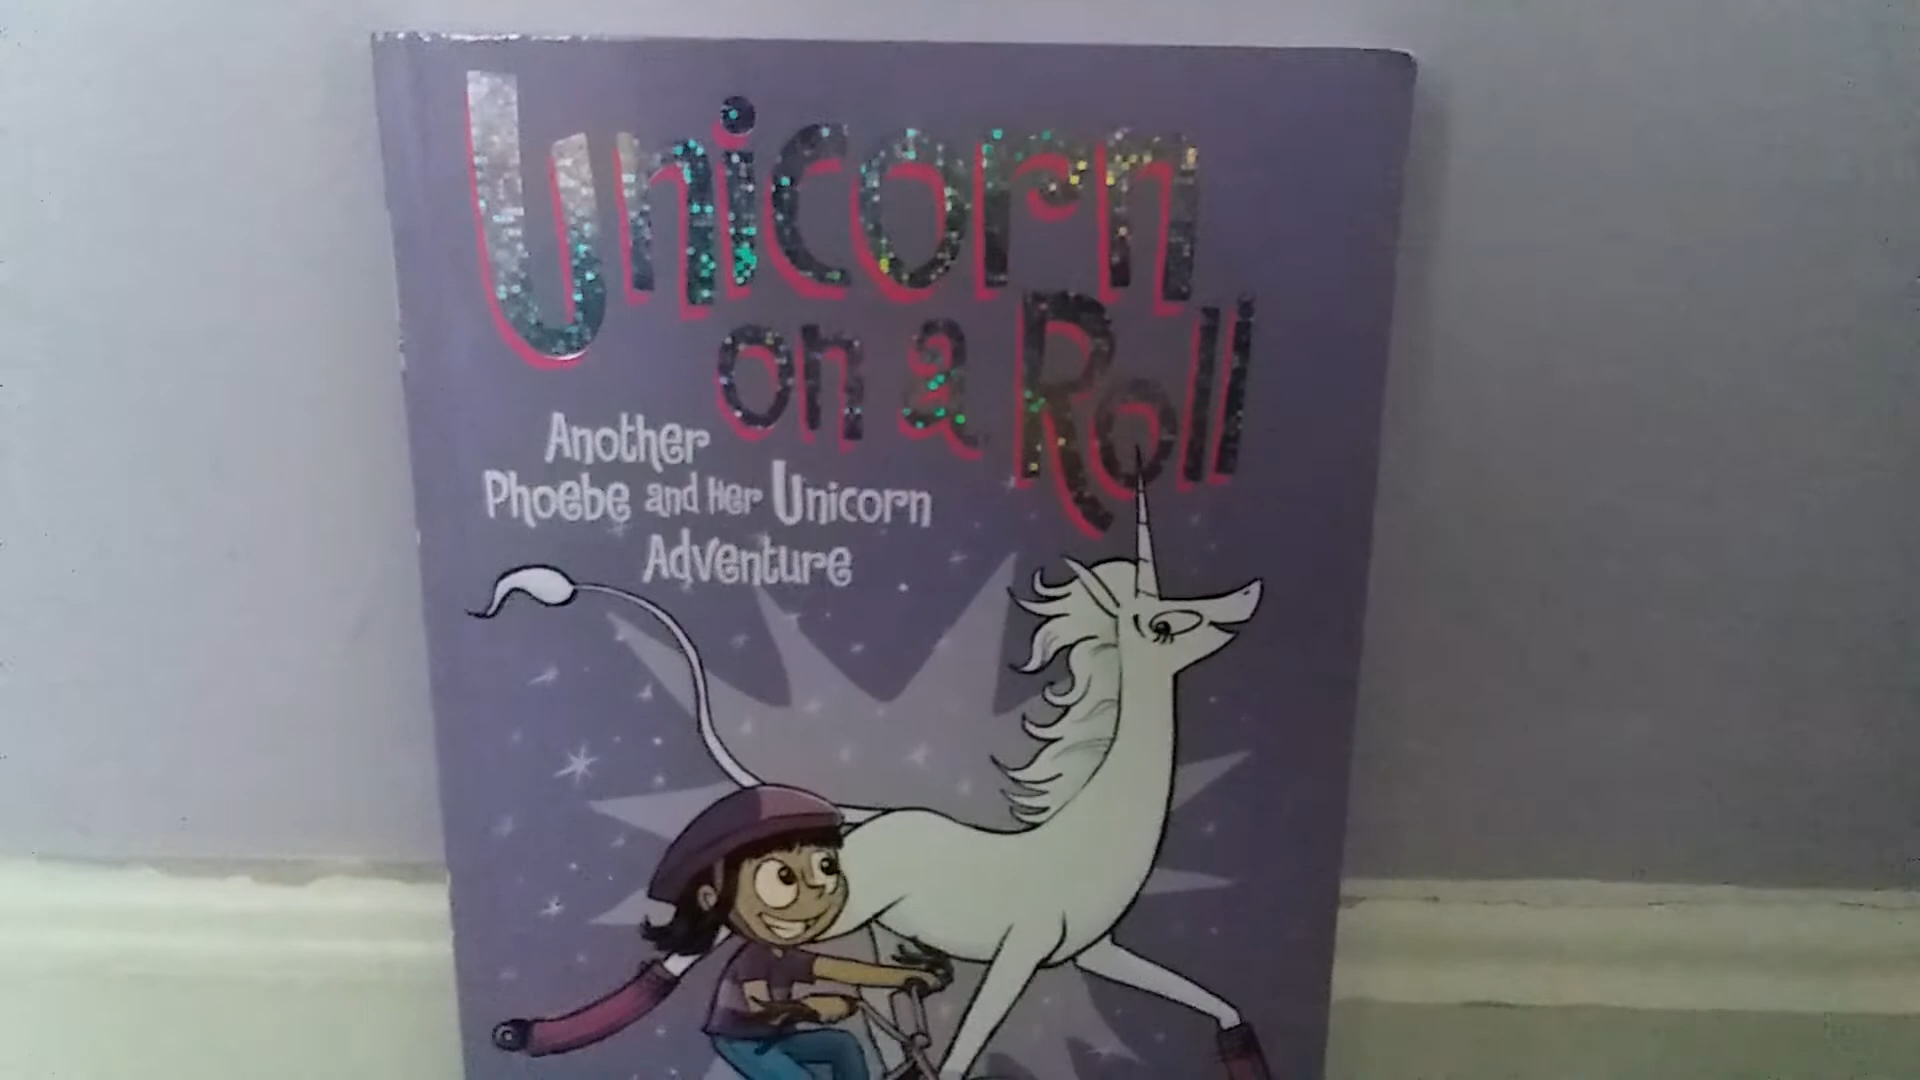 Unicorn
on a Roll
Another
Phoebe and Her Unicorn
Adventure